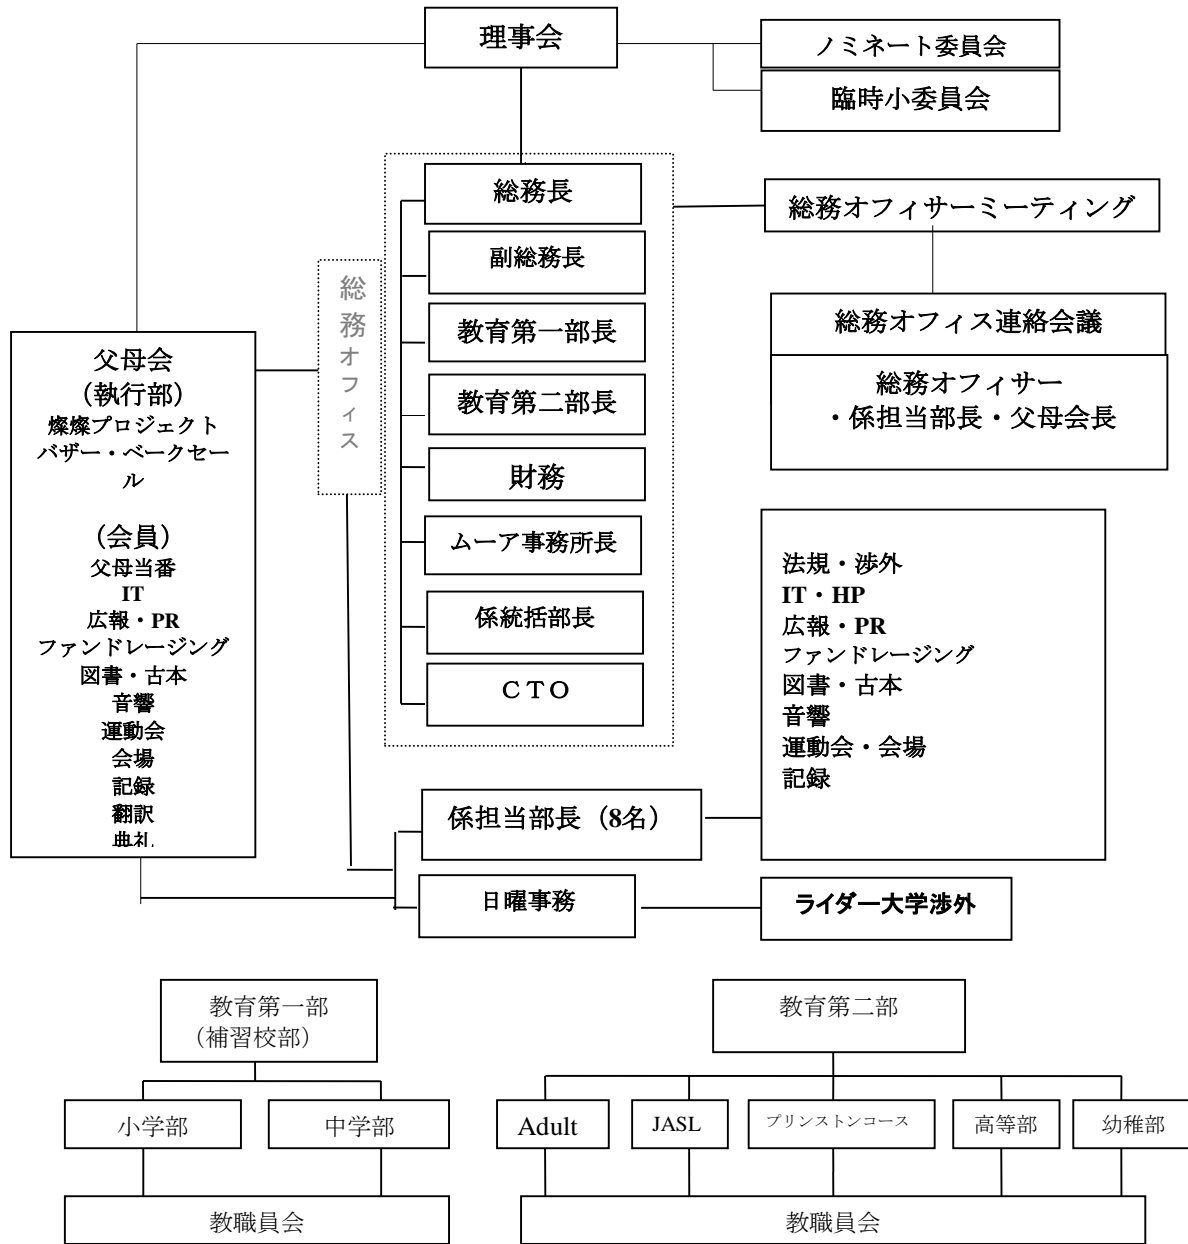 理事会
ノミネート委員会
臨時小委員会
総務長
副総務長
教育第一部長
教育第二部長
財務
ムーア事務所長
係統括部長
ＣＴＯ
総務オフィス
総務オフィサーミーティング
総務オフィス連絡会議
総務オフィサー
・係担当部長・父母会長
父母会
（執行部）
燦燦プロジェクト
バザー・ベークセー
ル
（会員）
父母当番
IT
広報・PR
ファンドレージング
図書・古本
音響
運動会
会場
記録
翻訳
典礼
法規・渉外
IT・HP
広報・PR
ファンドレージング
図書・古本
音響
運動会・会場
記録
係担当部長（8名）
日曜事務
ライダー大学渉外
教育第一部
（補習校部）
小学部
中学部
教職員会
教育第二部
Adult
JASL
プリンストンコース
高等部
幼稚部
教職員会